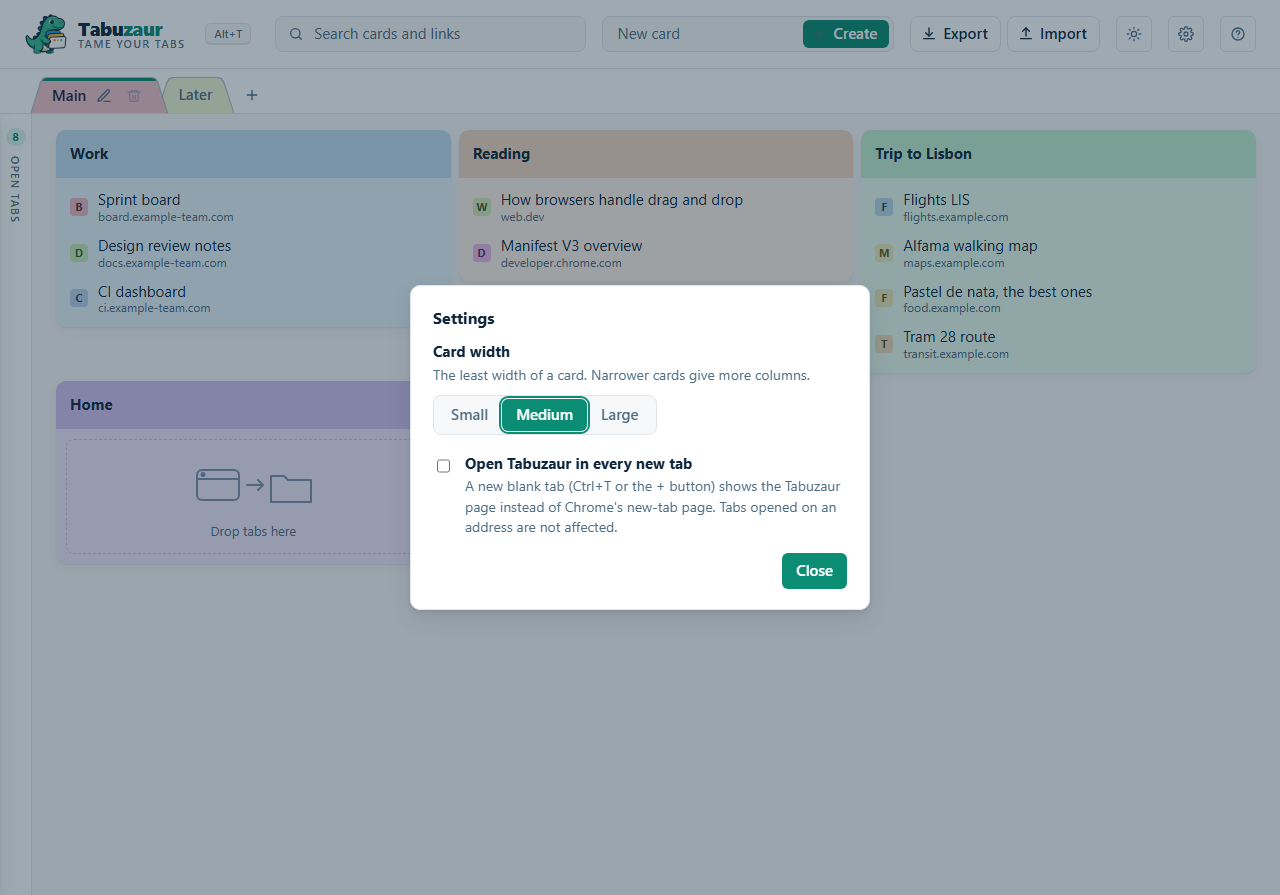 Tabuzaur
TAME YOUR TABS
Alt+T
Search cards and links
New card
Create
Export
Import
Main
Later
8
OPEN TABS
Work
B
Sprint board
board.example-team.com
D
Design review notes
docs.example-team.com
C
CI dashboard
ci.example-team.com
Reading
W
How browsers handle drag and drop
web.dev
D
Manifest V3 overview
developer.chrome.com
Trip to Lisbon
F
Flights LIS
flights.example.com
M
Alfama walking map
maps.example.com
F
Pastel de nata, the best ones
food.example.com
T
Tram 28 route
transit.example.com
Home
Drop tabs here
Settings
Card width
The least width of a card. Narrower cards give more columns.
Small
Medium
Large
Open Tabuzaur in every new tab
A new blank tab (Ctrl+T or the + button) shows the Tabuzaur
page instead of Chrome's new-tab page. Tabs opened on an
address are not affected.
Close